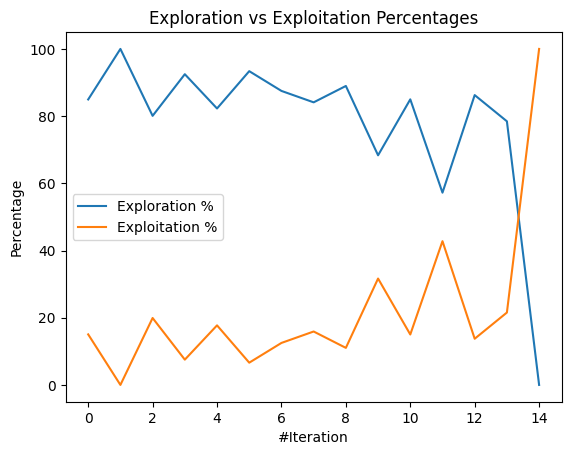 Exploration vs Exploitation Percentages
100
80
60
40
20
0
Percentage
Exploration %
Exploitation %
0 2 4 6 8 10 12 14
#Iteration